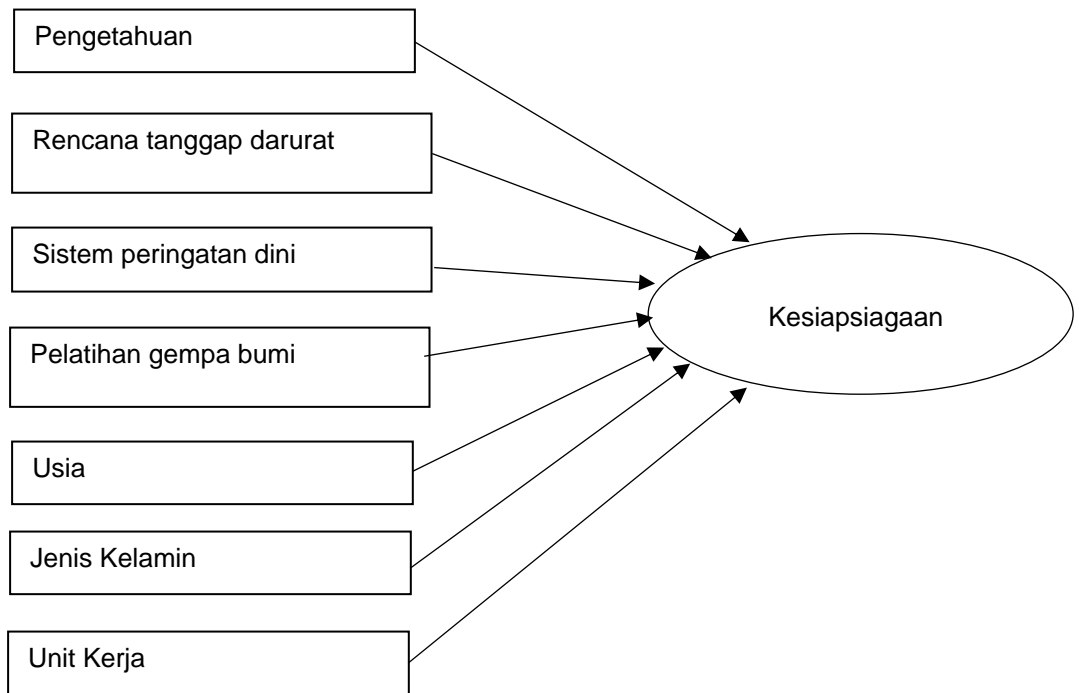 Pengetahuan
Rencana tanggap darurat
Sistem peringatan dini
Pelatihan gempa bumi
Usia
Jenis Kelamin
Unit Kerja
Kesiapsiagaan